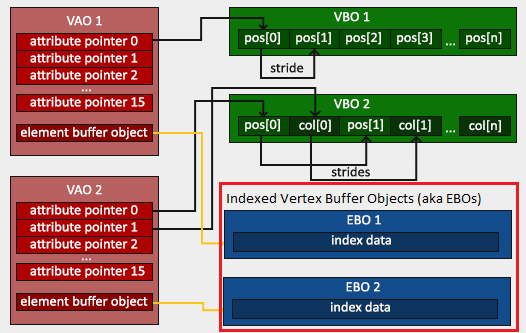 VAO 1
attribute pointer 0
attribute pointer 1
attribute pointer 2
...
attribute pointer 15
element buffer object
VAO 2
attribute pointer 0
attribute pointer 1
attribute pointer 2
...
attribute pointer 15
element buffer object
VBO 1
pos[0] pos[1] pos[2] pos[3] ... pos[n]
stride
VBO 2
pos[0] col[0] pos[1] col[1] ... col[n]
strides
Indexed Vertex Buffer Objects (aka EBOs)
EBO 1
index data
EBO 2
index data